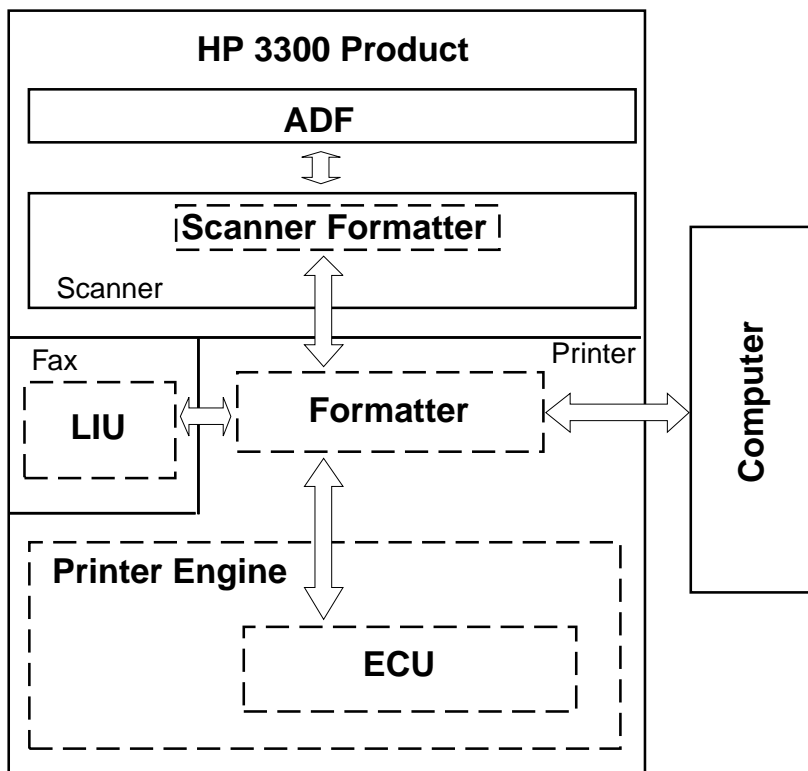 HP 3300 Product
ADF
Scanner Formatter
Scanner
Fax
Printer
LIU
Formatter
Computer
Printer Engine
ECU